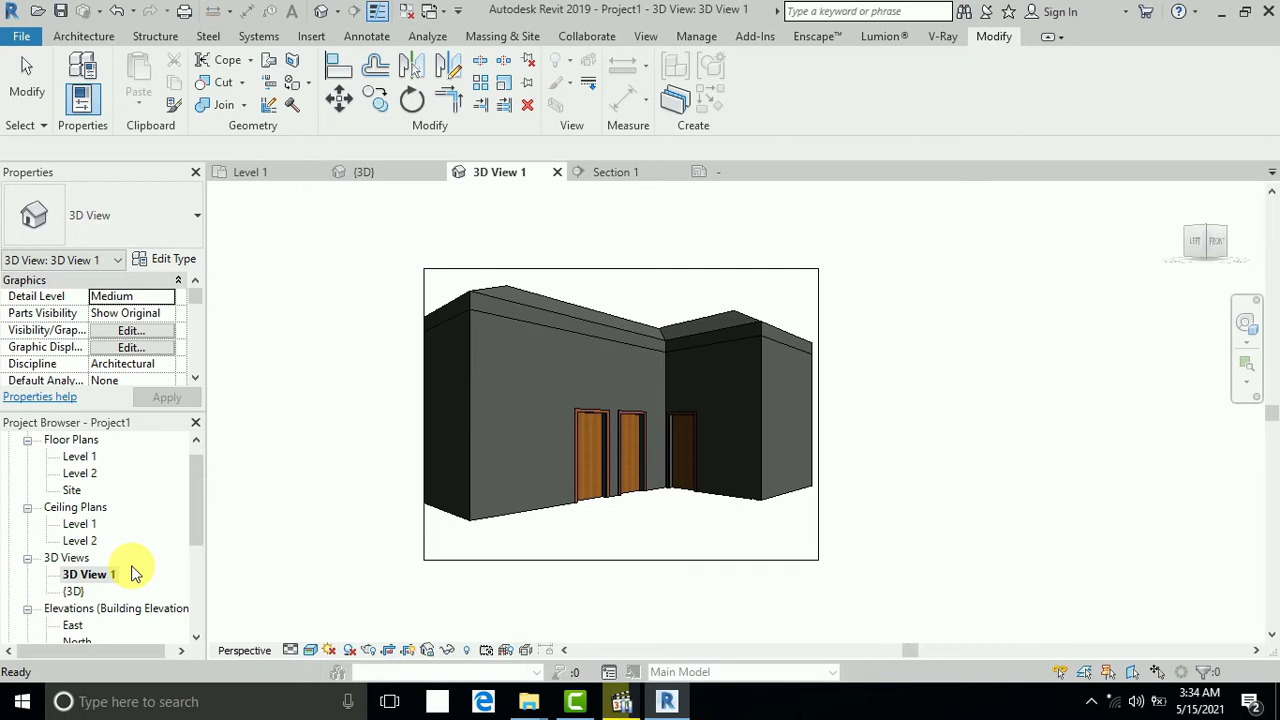 Autodesk Revit 2019 - Project1 - 3D View: 3D View 1
Type a keyword or phrase
Sign In
File Architecture Structure Steel Systems Insert Annotate Analyze Massing & Site Collaborate View Manage Add-Ins Enscape™ Lumion® V-Ray Modify
Modify
Paste
Cope
Cut
Join
Select Properties Clipboard Geometry Modify View Measure Create
Properties
Level 1 {3D} 3D View 1 Section 1 -
3D View
3D View: 3D View 1 Edit Type
Graphics
Detail Level Medium
Parts Visibility Show Original
Visibility/Grap... Edit...
Graphic Displ... Edit...
Discipline Architectural
Default Analy... None
Properties help Apply
LEFT FRONT
Project Browser - Project1
Floor Plans
Level 1
Level 2
Site
Ceiling Plans
Level 1
Level 2
3D Views
3D View 1
{3D}
Elevations (Building Elevation
East
North
Perspective
Ready
:0
Main Model
:0
Type here to search
3:34 AM
5/15/2021
2